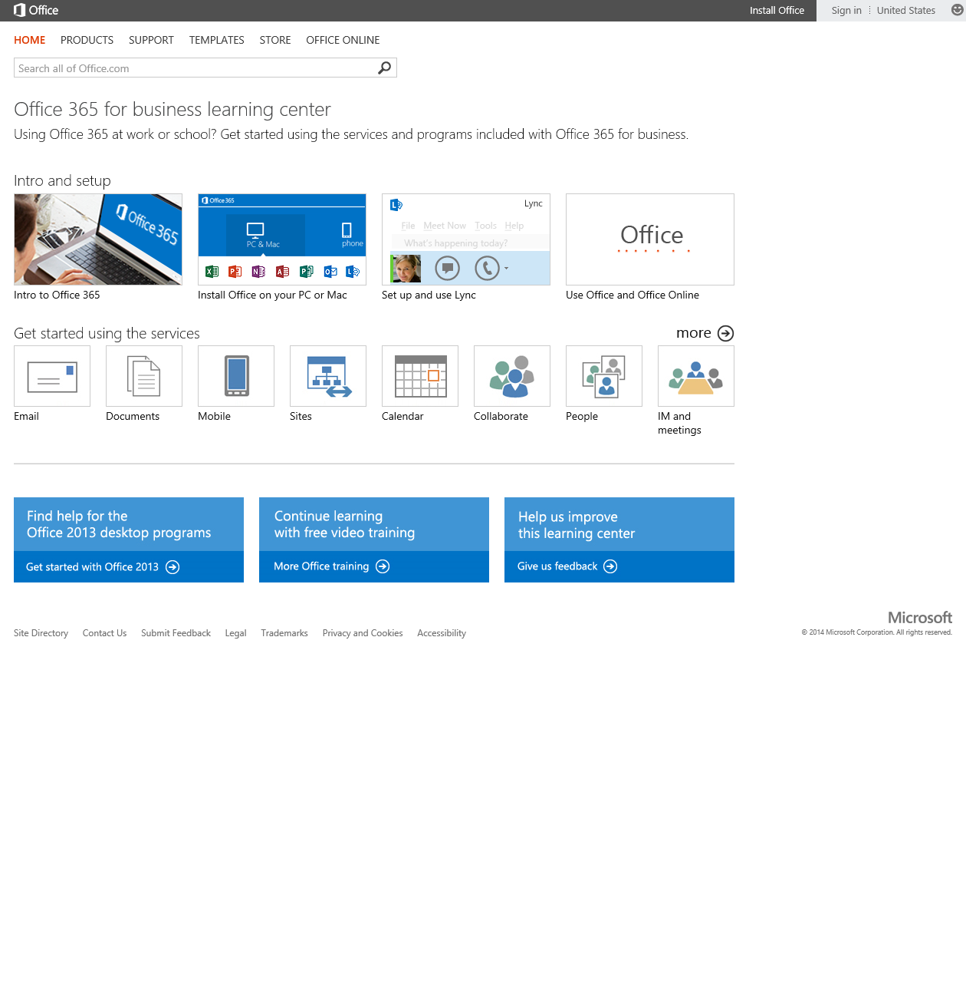 Office
Install Office
Sign in
United States
HOME PRODUCTS SUPPORT TEMPLATES STORE OFFICE ONLINE
Search all of Office.com
Office 365 for business learning center
Using Office 365 at work or school? Get started using the services and programs included with Office 365 for business.
Intro and setup
Office 365
Intro to Office 365
Office 365
PC & Mac
phone
Install Office on your PC or Mac
Lync
File Meet Now Tools Help
What's happening today?
Set up and use Lync
Office
Use Office and Office Online
Get started using the services
more
Email
Documents
Mobile
Sites
Calendar
Collaborate
People
IM and
meetings
Find help for the
Office 2013 desktop programs
Get started with Office 2013
Continue learning
with free video training
More Office training
Help us improve
this learning center
Give us feedback
Site Directory Contact Us Submit Feedback Legal Trademarks Privacy and Cookies Accessibility
Microsoft
© 2014 Microsoft Corporation. All rights reserved.